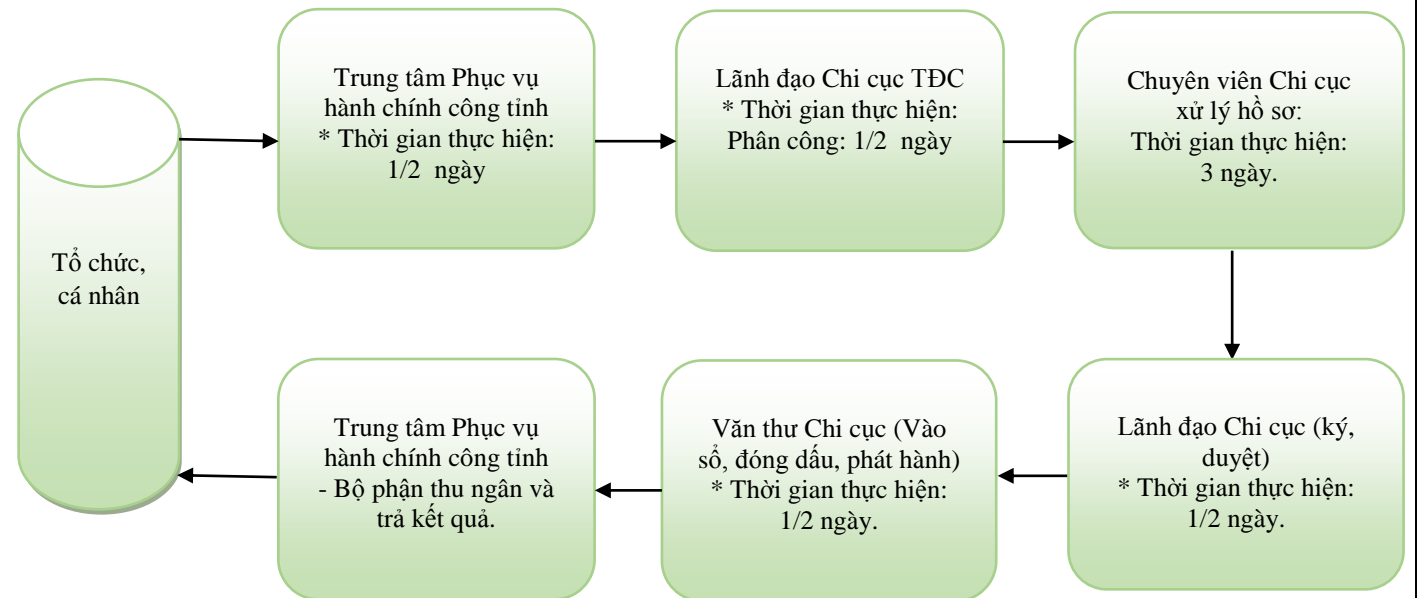 Tổ chức,
cá nhân
Trung tâm Phục vụ
hành chính công tỉnh
* Thời gian thực hiện:
1/2 ngày
Lãnh đạo Chi cục TĐC
* Thời gian thực hiện:
Phân công: 1/2 ngày
Chuyên viên Chi cục
xử lý hồ sơ:
Thời gian thực hiện:
3 ngày.
Lãnh đạo Chi cục (ký,
duyệt)
* Thời gian thực hiện:
1/2 ngày.
Văn thư Chi cục (Vào
sổ, đóng dấu, phát hành)
* Thời gian thực hiện:
1/2 ngày.
Trung tâm Phục vụ
hành chính công tỉnh
- Bộ phận thu ngân và
trả kết quả.